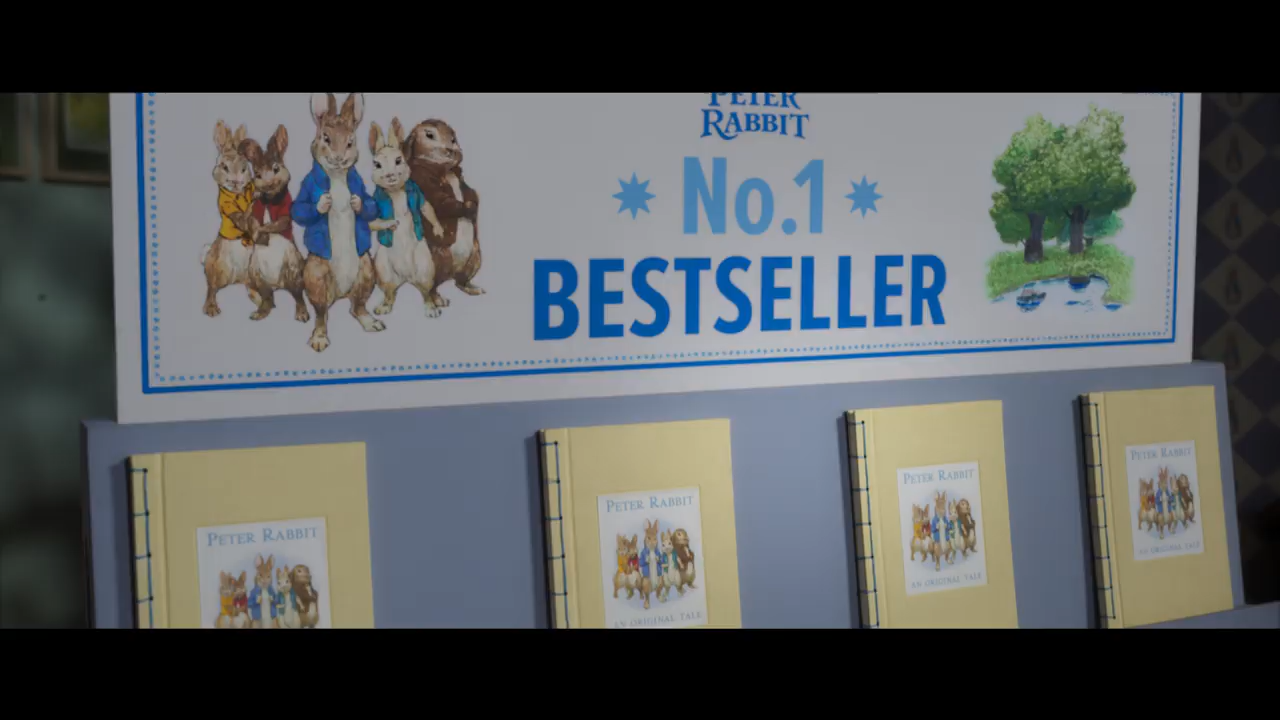 PETER
RABBIT
No.1
BESTSELLER
PETER RABBIT
PETER RABBIT
AN ORIGINAL TALE
PETER RABBIT
AN ORIGINAL TALE
PETER RABBIT
AN ORIGINAL TALE